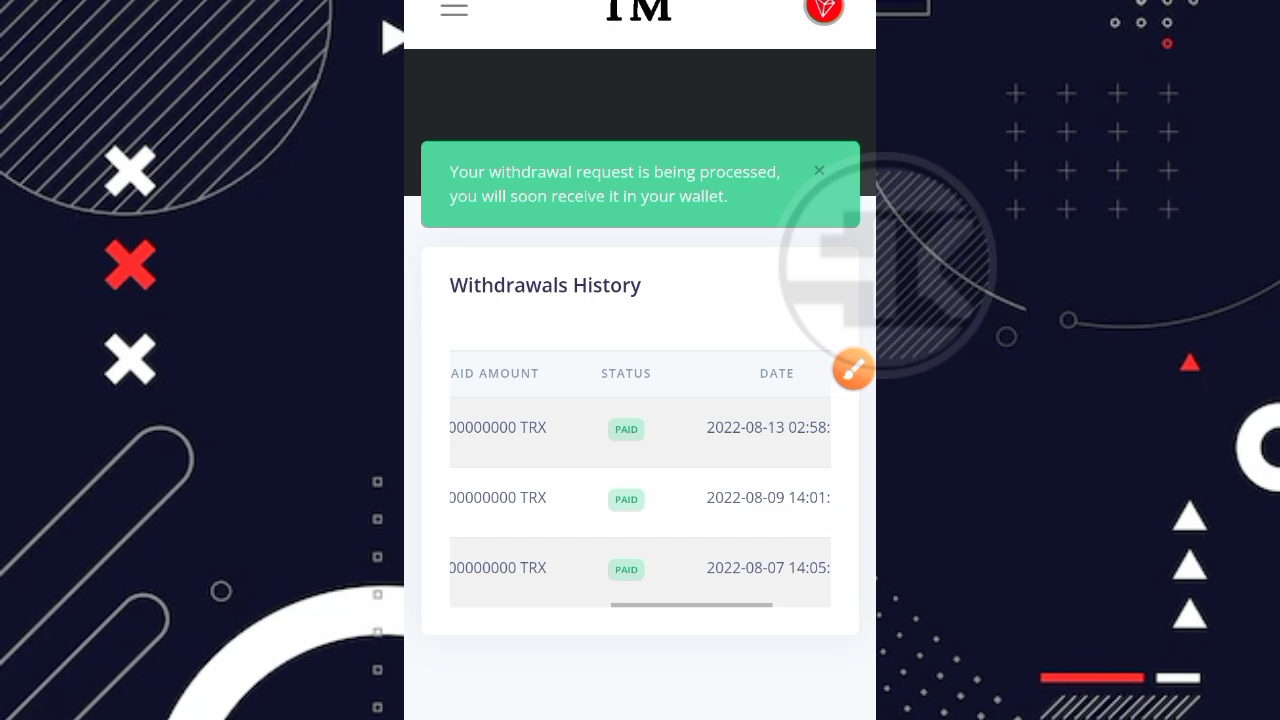 TM
Your withdrawal request is being processed,
you will soon receive it in your wallet.
Withdrawals History
AID AMOUNT STATUS DATE
00000000 TRX PAID 2022-08-13 02:58:
00000000 TRX PAID 2022-08-09 14:01:
00000000 TRX PAID 2022-08-07 14:05: